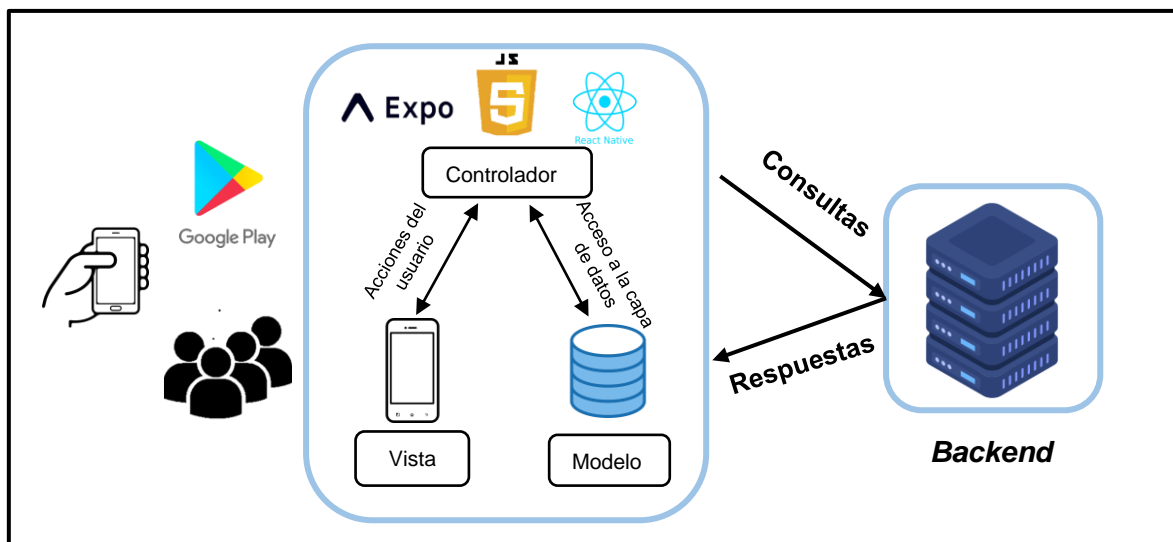 JS
Expo
React Native
Controlador
Google Play
Acciones del
usuario
Acceso a la capa
de datos
Vista
Modelo
Consultas
Respuestas
Backend